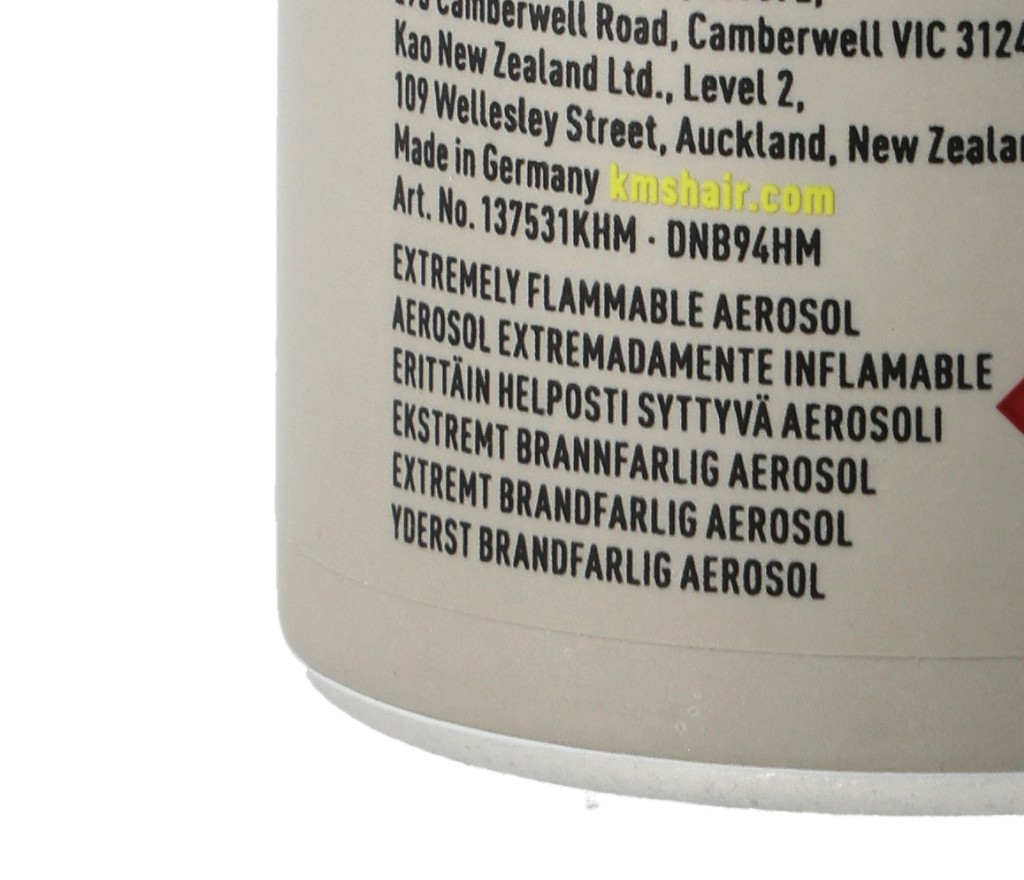 Camberwell Road, Camberwell VIC 3124
Kao New Zealand Ltd., Level 2,
109 Wellesley Street, Auckland, New
Made in Germany kmshair.com
Art. No. 137531KHM · DNB94HM
EXTREMELY FLAMMABLE AEROSOL
AEROSOL EXTREMADAMENTE INFLAMABLE
ERITTÄIN HELPOSTI SYTTYVÄ AEROSOLI
EKSTREMT BRANNFARLIG AEROSOL
EXTREMT BRANDFARLIG AEROSOL
YDERST BRANDFARLIG AEROSOL